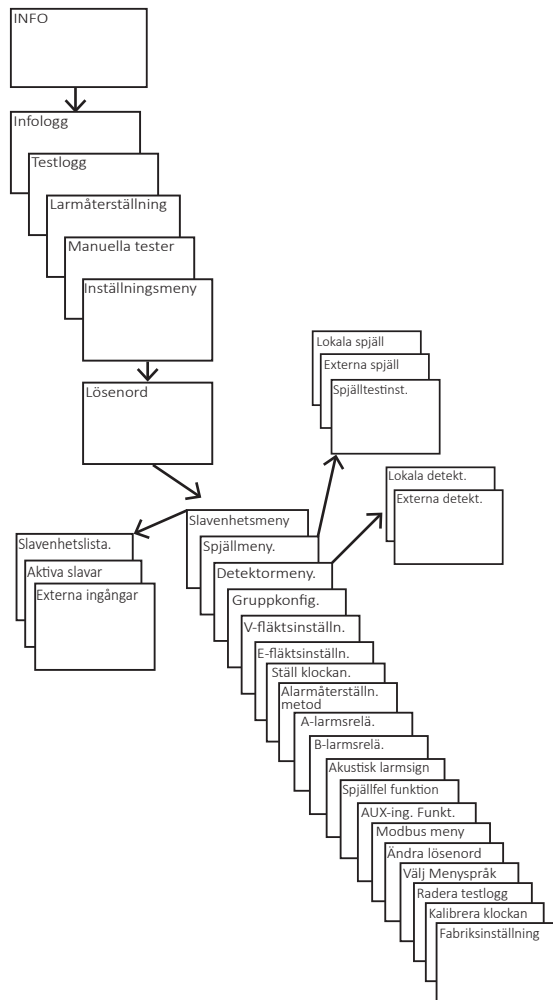 INFO
Infologg
Testlogg
Larmåterställning
Manuella tester
Inställningsmeny
Lösenord
Lokala spjäll
Externa spjäll
Spjälltestinst.
Lokala detekt.
Externa detekt.
Slavenhetslista.
Aktiva slavar
Externa ingångar
Slavenhetsmeny
Spjällmeny.
Detektormeny.
Gruppkonfig.
V-fläktsinställn.
E-fläktsinställn.
Ställ klockan.
Alarmåterställn.
metod
A-larmsrelä.
B-larmsrelä.
Akustisk larmsign
Spjällfel funktion
AUX-ing. Funkt.
Modbus meny
Ändra lösenord
Välj Menyspråk
Radera testlogg
Kalibrera klockan
Fabriksinställning